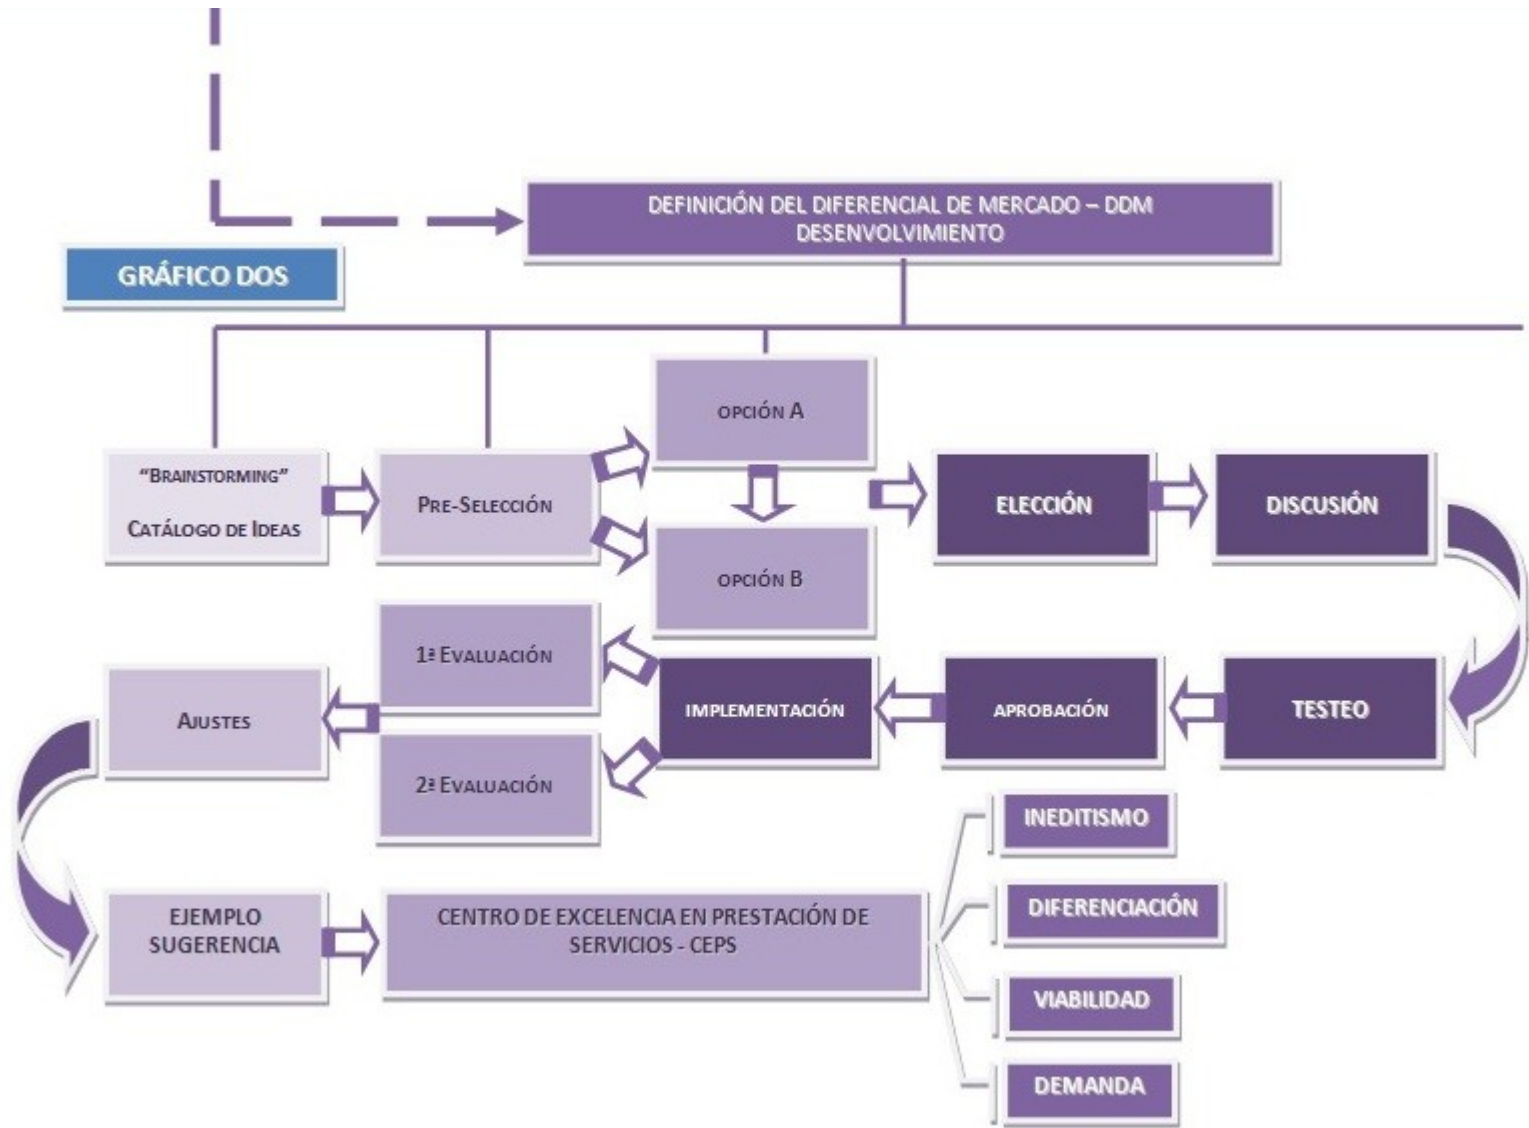 DEFINICIÓN DEL DIFERENCIAL DE MERCADO – DDM
DESENVOLVIMIENTO
GRÁFICO DOS
“BRAINSTORMING”
CATÁLOGO DE IDEAS
PRE-SELECCIÓN
OPCIÓN A
OPCIÓN B
ELECCIÓN
DISCUSIÓN
TESTEO
APROBACIÓN
IMPLEMENTACIÓN
1ª EVALUACIÓN
2ª EVALUACIÓN
AJUSTES
EJEMPLO
SUGERENCIA
CENTRO DE EXCELENCIA EN PRESTACIÓN DE
SERVICIOS - CEPS
INEDITISMO
DIFERENCIACIÓN
VIABILIDAD
DEMANDA